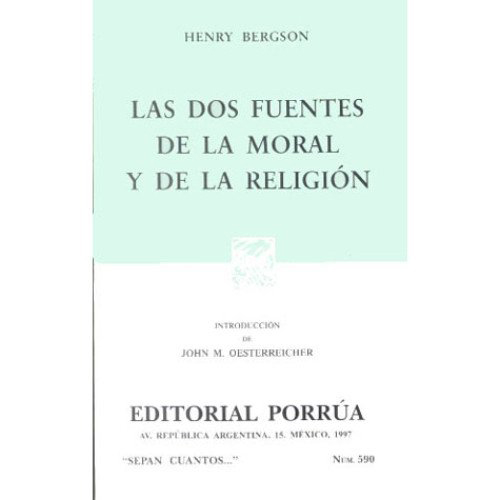 HENRY BERGSON
LAS DOS FUENTES
DE LA MORAL
Y DE LA RELIGIÓN
INTRODUCCIÓN
DE
JOHN M. OESTERREICHER
EDITORIAL PORRÚA
AV. REPÚBLICA ARGENTINA, 15, MÉXICO, 1997
"SEPAN CUANTOS..." NÚM. 590